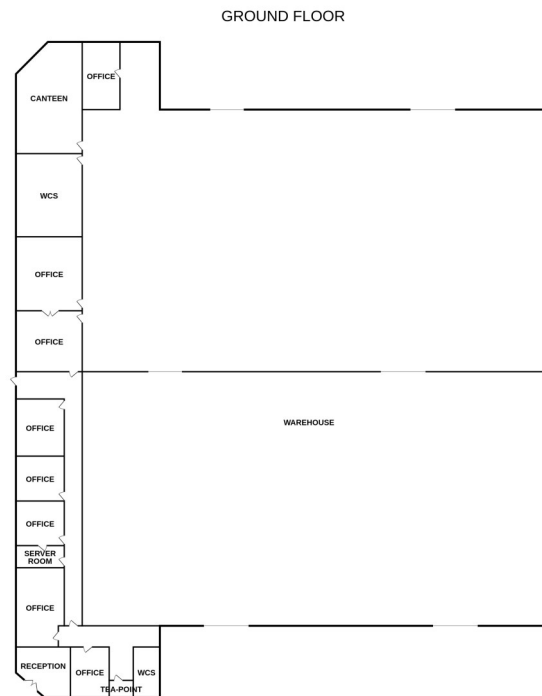 GROUND FLOOR
OFFICE
CANTEEN
WCS
OFFICE
OFFICE
WAREHOUSE
OFFICE
OFFICE
OFFICE
SERVER
ROOM
OFFICE
RECEPTION
OFFICE
WCS
TEA-POINT